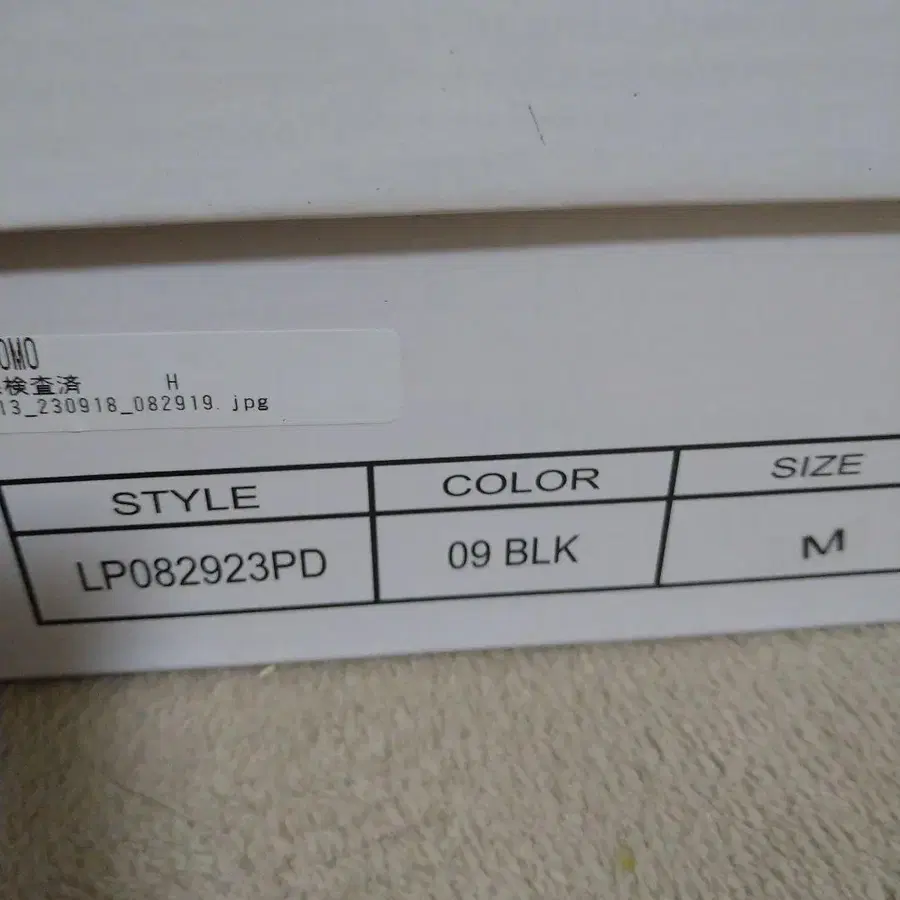 OMO
検査済 H
13_230918_082919.jpg
STYLE COLOR SIZE
LP082923PD 09 BLK M